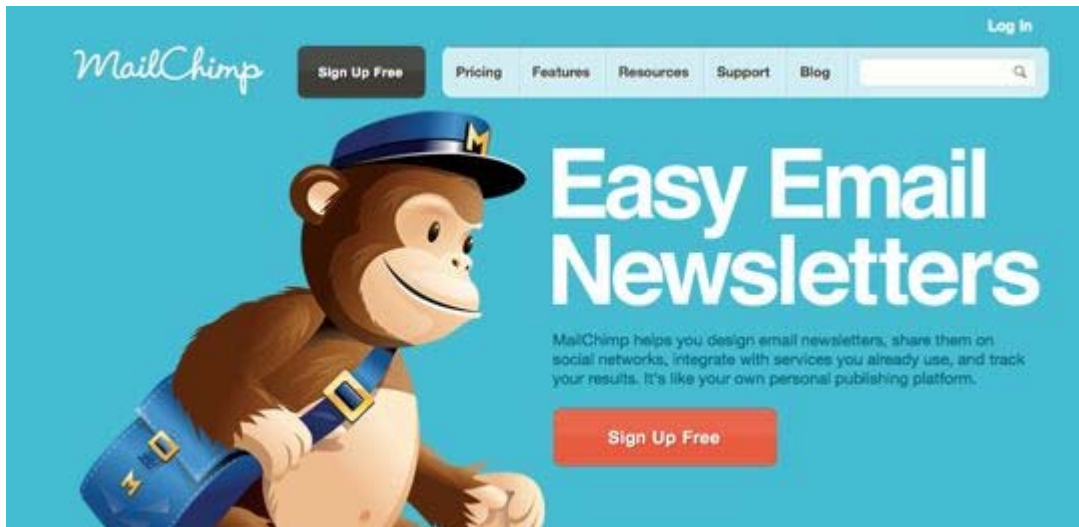 Log In
MailChimp
Sign Up Free
Pricing Features Resources Support Blog
M
Easy Email
Newsletters
MailChimp helps you design email newsletters, share them on
social networks, integrate with services you already use, and track
your results. It's like your own personal publishing platform.
Sign Up Free
M